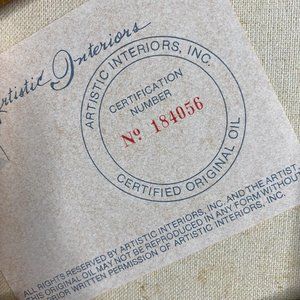 Artistic Interiors
ARTISTIC INTERIORS, INC.
CERTIFICATION
NUMBER
No 184056
CERTIFIED ORIGINAL OIL
ALL RIGHTS RESERVED BY ARTISTIC INTERIORS, INC. AND THE ARTIST.
THIS ORIGINAL OIL MAY NOT BE REPRODUCED IN ANY FORM WITHOUT
PRIOR WRITTEN PERMISSION OF ARTISTIC INTERIORS, INC.